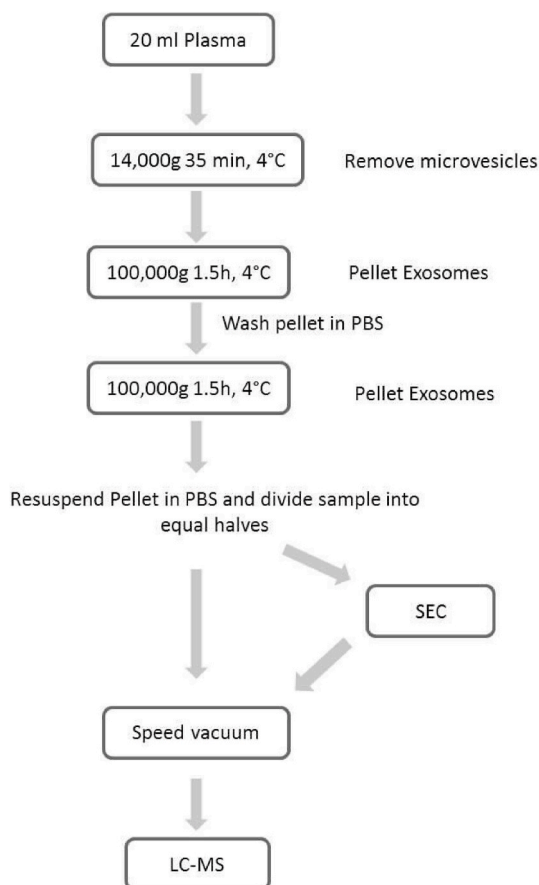 20 ml Plasma
14,000g 35 min, 4°C
Remove microvesicles
100,000g 1.5h, 4°C
Pellet Exosomes
Wash pellet in PBS
100,000g 1.5h, 4°C
Pellet Exosomes
Resuspend Pellet in PBS and divide sample into
equal halves
SEC
Speed vacuum
LC-MS